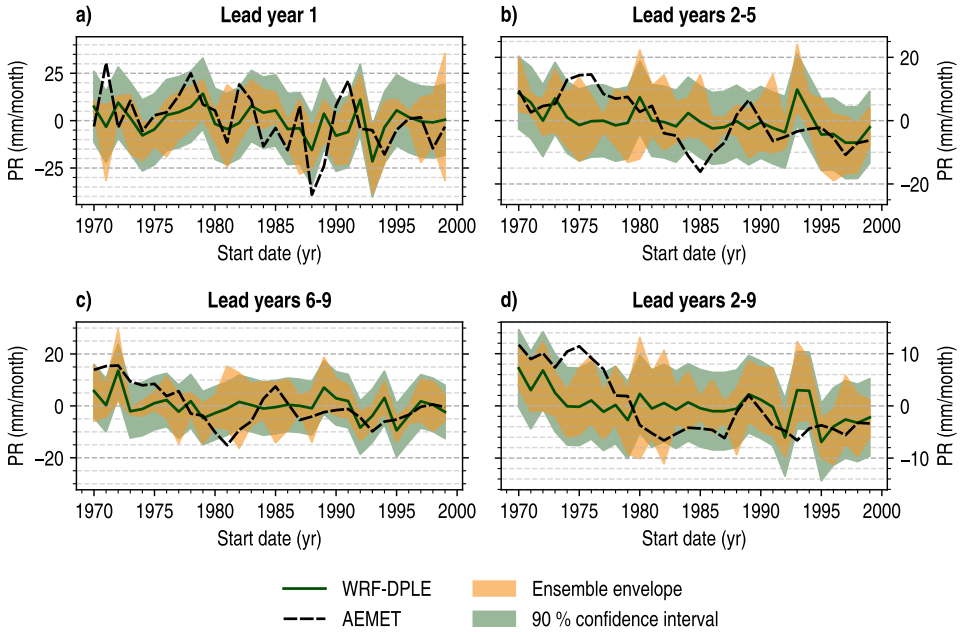 a) Lead year 1
b) Lead years 2-5
PR (mm/month)
25
0
−25
1970 1975 1980 1985 1990 1995 2000
Start date (yr)
20
0
−20
PR (mm/month)
1970 1975 1980 1985 1990 1995 2000
Start date (yr)
c) Lead years 6-9
d) Lead years 2-9
PR (mm/month)
20
0
−20
1970 1975 1980 1985 1990 1995 2000
Start date (yr)
10
0
−10
PR (mm/month)
1970 1975 1980 1985 1990 1995 2000
Start date (yr)
WRF-DPLE
AEMET
Ensemble envelope
90 % confidence interval